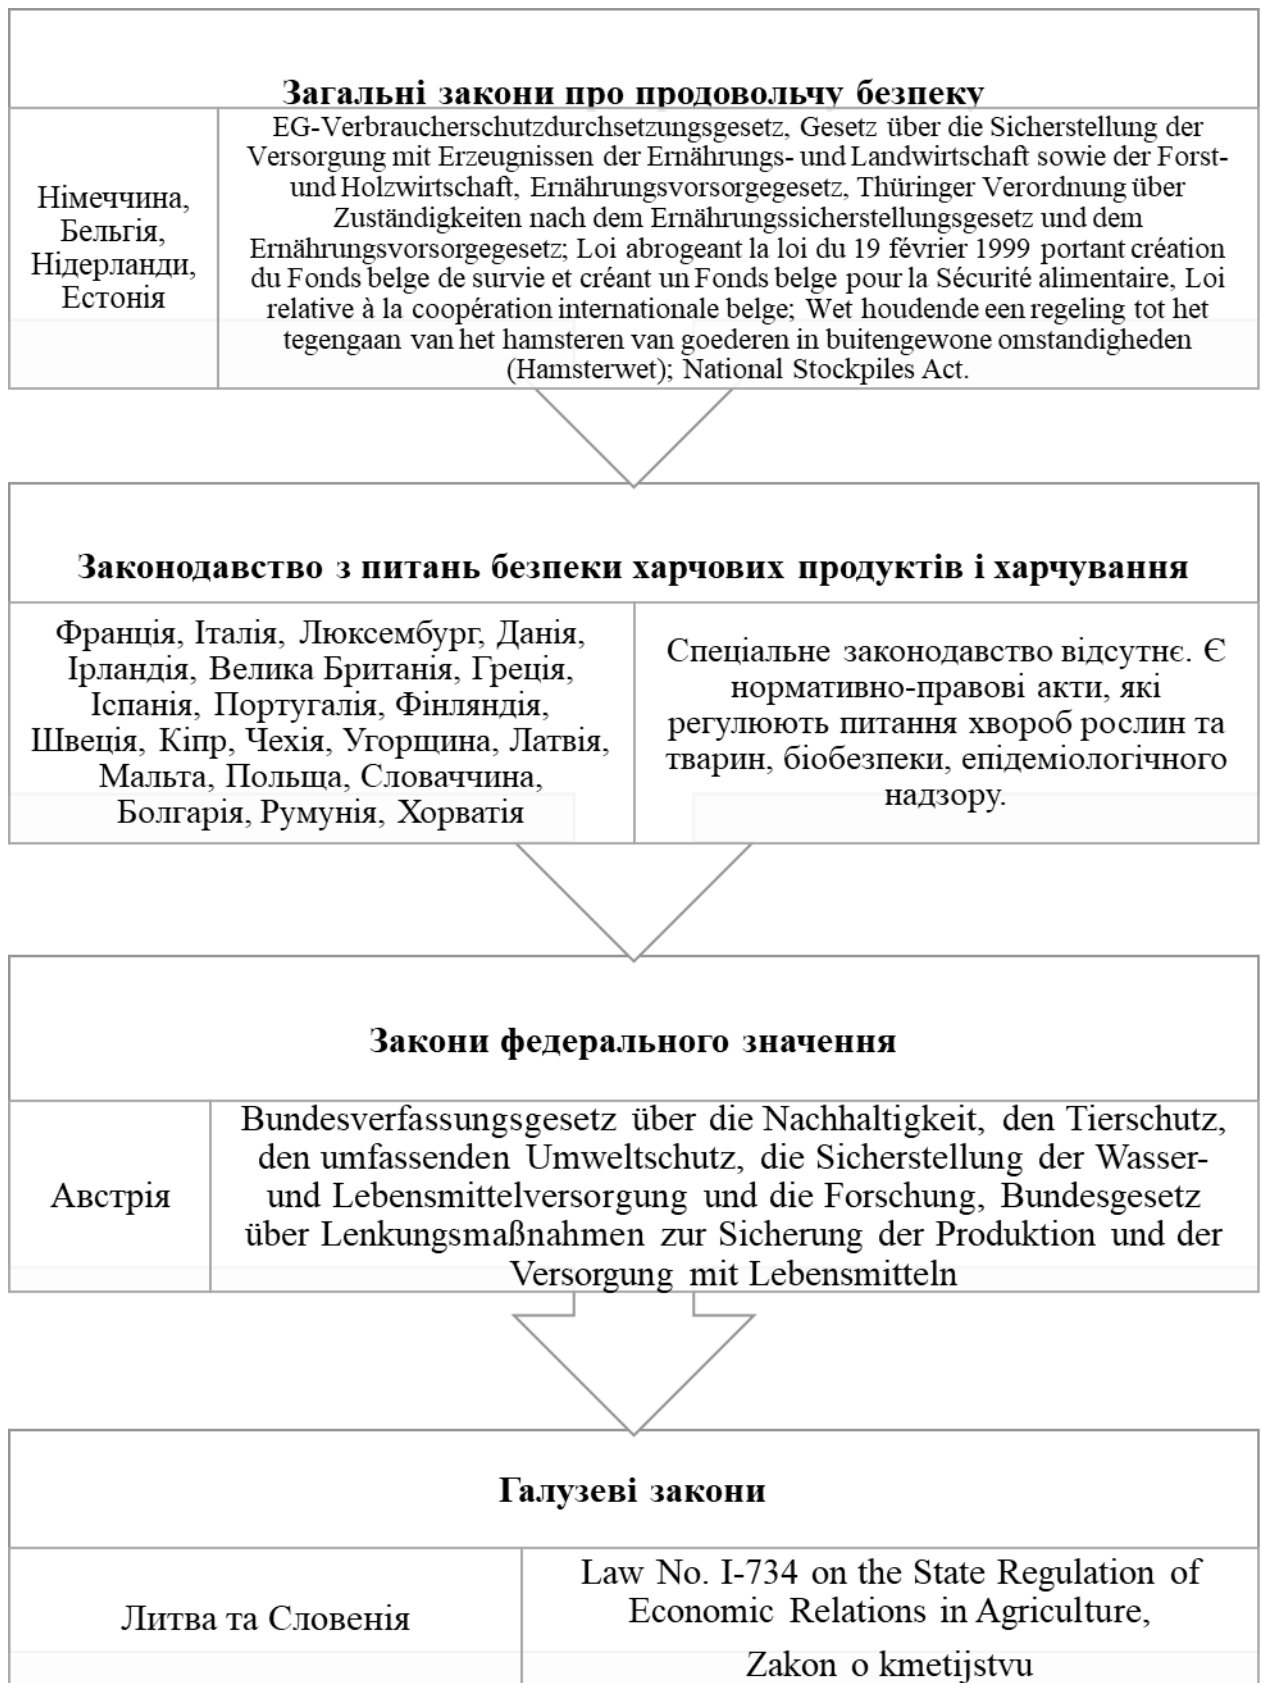 Загальні закони про продовольчу безпеку
Німеччина,
Бельгія,
Нідерланди,
Естонія
EG-Verbraucherschutzdurchsetzungsgesetz, Gesetz über die Sicherstellung der
Versorgung mit Erzeugnissen der Ernährungs- und Landwirtschaft sowie der Forst-
und Holzwirtschaft, Ernährungsvorsorgegesetz, Thüringer Verordnung über
Zuständigkeiten nach dem Ernährungssicherstellungsgesetz und dem
Ernährungsvorsorgegesetz; Loi abrogeant la loi du 19 février 1999 portant création
du Fonds belge de survie et créant un Fonds belge pour la Sécurité alimentaire, Loi
relative à la coopération internationale belge; Wet houdende een regeling tot het
tegengaan van het hamsteren van goederen in buitengewone omstandigheden
(Hamsterwet); National Stockpiles Act.
Законодавство з питань безпеки харчових продуктів і харчування
Франція, Італія, Люксембург, Данія,
Ірландія, Велика Британія, Греція,
Іспанія, Португалія, Фінляндія,
Швеція, Кіпр, Чехія, Угорщина, Латвія,
Мальта, Польща, Словаччина,
Болгарія, Румунія, Хорватія
Спеціальне законодавство відсутнє. Є
нормативно-правові акти, які
регулюють питання хвороб рослин та
тварин, біобезпеки, епідеміологічного
надзору.
Закони федерального значення
Австрія
Bundesverfassungsgesetz über die Nachhaltigkeit, den Tierschutz,
den umfassenden Umweltschutz, die Sicherstellung der Wasser-
und Lebensmittelversorgung und die Forschung, Bundesgesetz
über Lenkungsmaßnahmen zur Sicherung der Produktion und der
Versorgung mit Lebensmitteln
Галузеві закони
Литва та Словенія
Law No. I-734 on the State Regulation of
Economic Relations in Agriculture,
Zakon o kmetijstvu